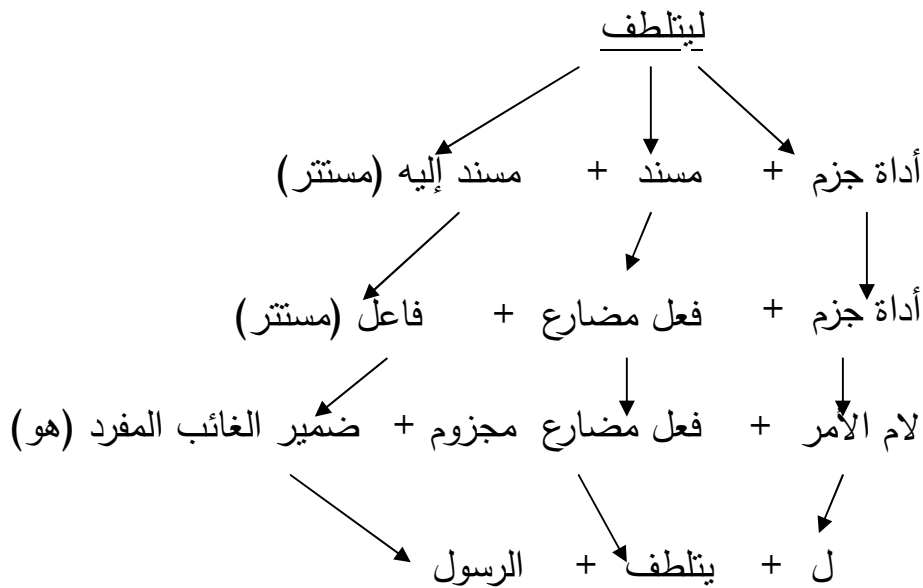 ليتلطف
أداة جزم + مسند + مسند إليه (مستتر)
أداة جزم + فعل مضارع + فاعل (مستتر)
لام الأمر + فعل مضارع مجزوم + ضمير الغائب المفرد (هو)
ل + يتلطف + الرسول